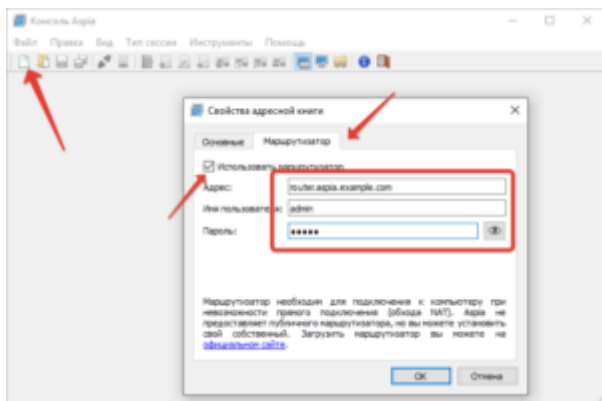 Консоль Aspia
Файл Правка Вид Тип сессии Инструменты Помощь
Свойства адресной книги
Основные Маршрутизатор
Использовать маршрутизатор
Адрес: router.aspia.example.com
Имя пользователя: admin
Пароль: •••••
Маршрутизатор необходим для подключения к компьютеру при
невозможности прямого подключения (обхода NAT). Aspia не
предоставляет публичного маршрутизатора, но вы можете установить
свой собственный. Загрузить маршрутизатор вы можете на
официальном сайте.
ОК Отмена